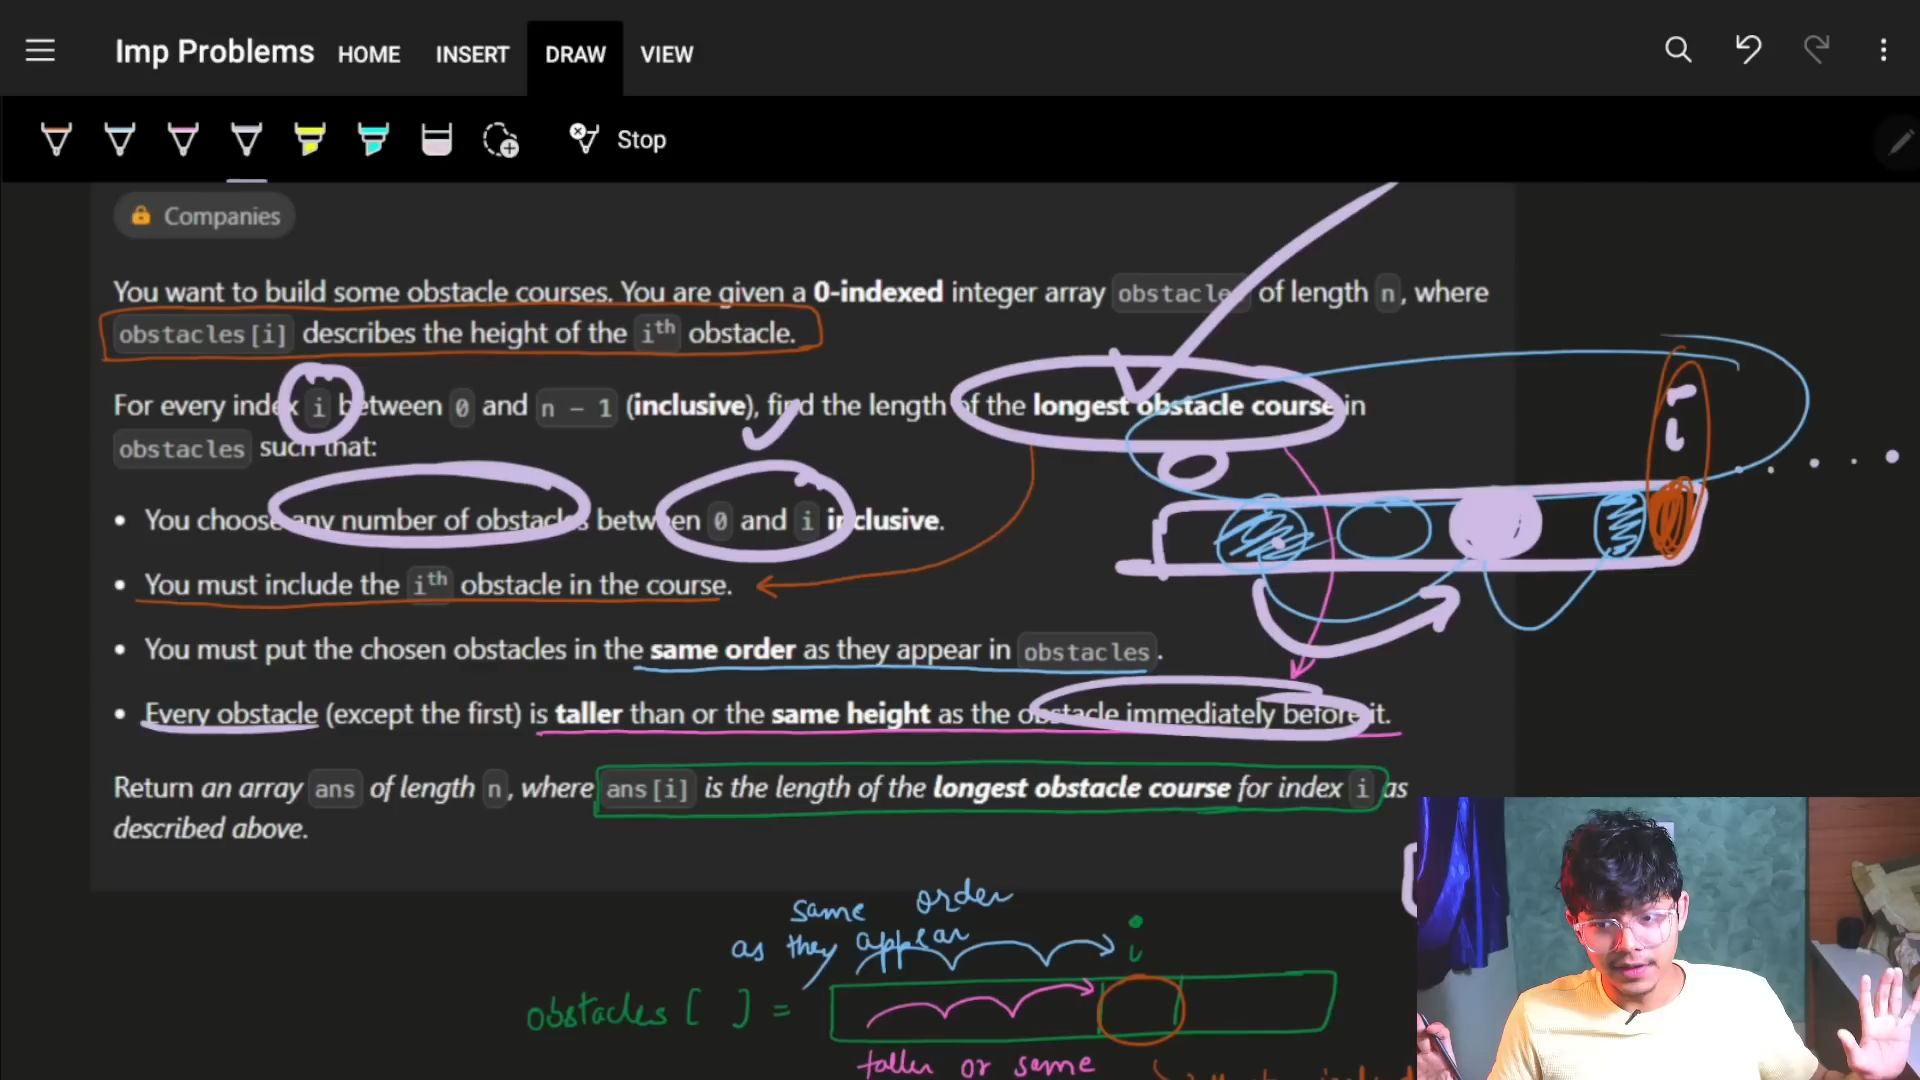 Imp Problems HOME INSERT DRAW VIEW
Stop
Companies
You want to build some obstacle courses. You are given a 0-indexed integer array obstacles of length n, where
obstacles[i] describes the height of the ith obstacle.
For every index i between 0 and n - 1 (inclusive), find the length of the longest obstacle course in
obstacles such that:
• You choose any number of obstacles between 0 and i inclusive.
• You must include the ith obstacle in the course.
• You must put the chosen obstacles in the same order as they appear in obstacles.
• Every obstacle (except the first) is taller than or the same height as the obstacle immediately before it.
Return an array ans of length n, where ans[i] is the length of the longest obstacle course for index i as
described above.
0
i
same order
as they appear
i
obstacles [ ] =
taller or same